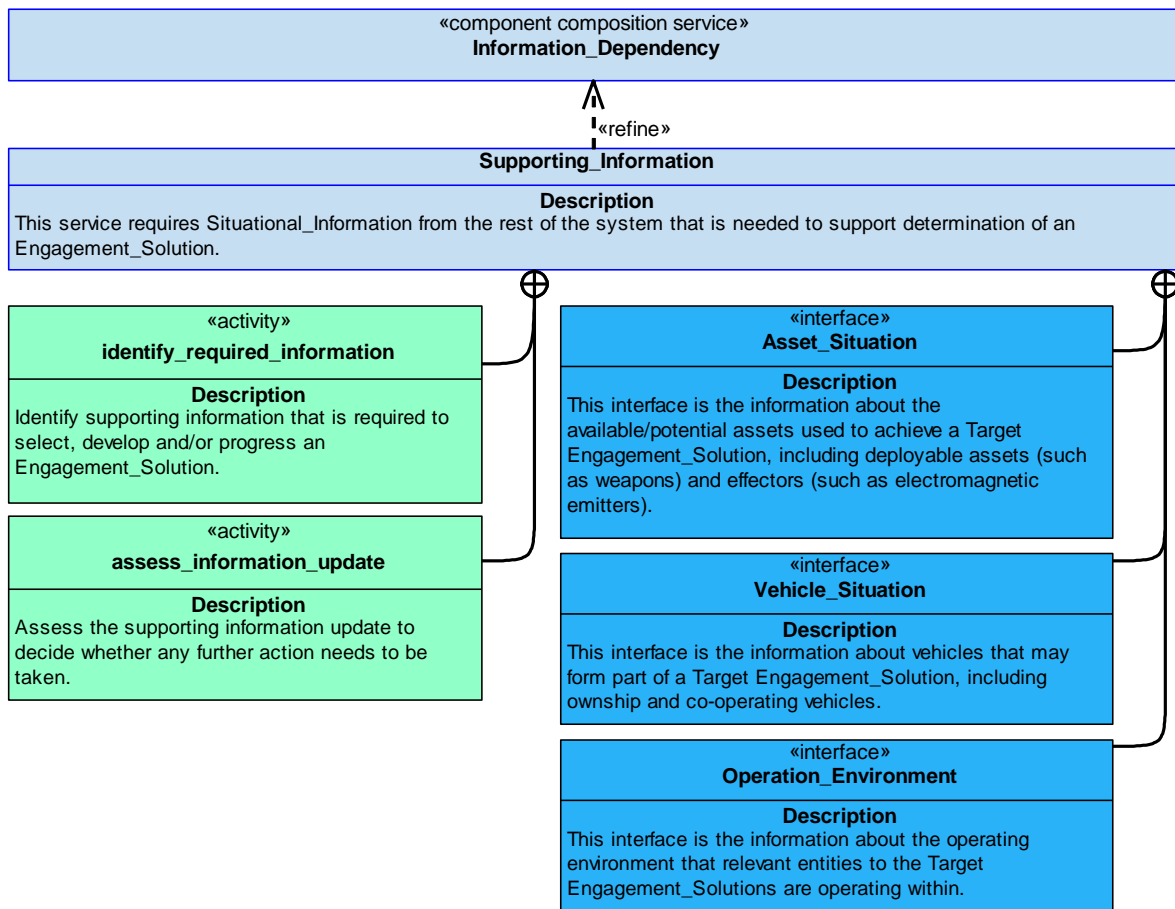 «component composition service»
Information_Dependency
«refine»
Supporting_Information
Description
This service requires Situational_Information from the rest of the system that is needed to support determination of an
Engagement_Solution.
«activity»
identify_required_information
Description
Identify supporting information that is required to
select, develop and/or progress an
Engagement_Solution.
«activity»
assess_information_update
Description
Assess the supporting information update to
decide whether any further action needs to be
taken.
«interface»
Asset_Situation
Description
This interface is the information about the
available/potential assets used to achieve a Target
Engagement_Solution, including deployable assets (such
as weapons) and effectors (such as electromagnetic
emitters).
«interface»
Vehicle_Situation
Description
This interface is the information about vehicles that may
form part of a Target Engagement_Solution, including
ownship and co-operating vehicles.
«interface»
Operation_Environment
Description
This interface is the information about the operating
environment that relevant entities to the Target
Engagement_Solutions are operating within.